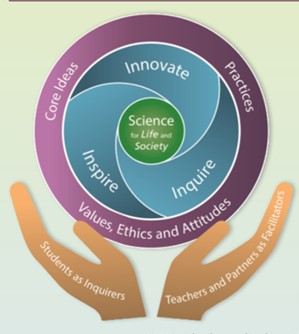 Core Ideas
Practices
Values, Ethics and Attitudes
Innovate
Inspire
Inquire
Science
for Life and
Society
Students as Inquirers
Teachers and Partners as Facilitators